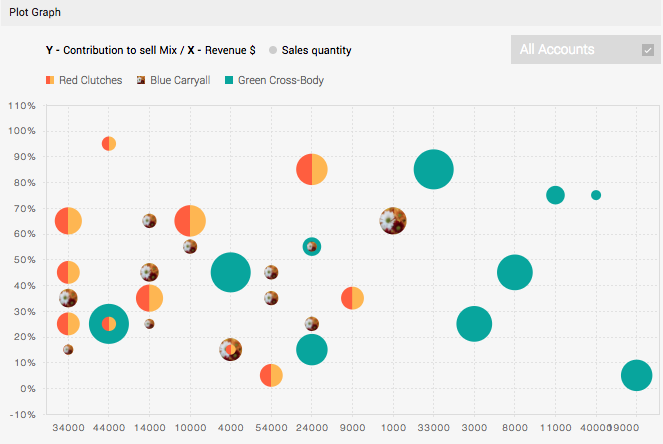 Plot Graph
Y - Contribution to sell Mix / X - Revenue $ Sales quantity
All Accounts
Red Clutches Blue Carryall Green Cross-Body
110%
100%
90%
80%
70%
60%
50%
40%
30%
20%
10%
0%
-10%
34000 44000 14000 10000 4000 54000 24000 9000 1000 33000 3000 8000 11000 40000 19000